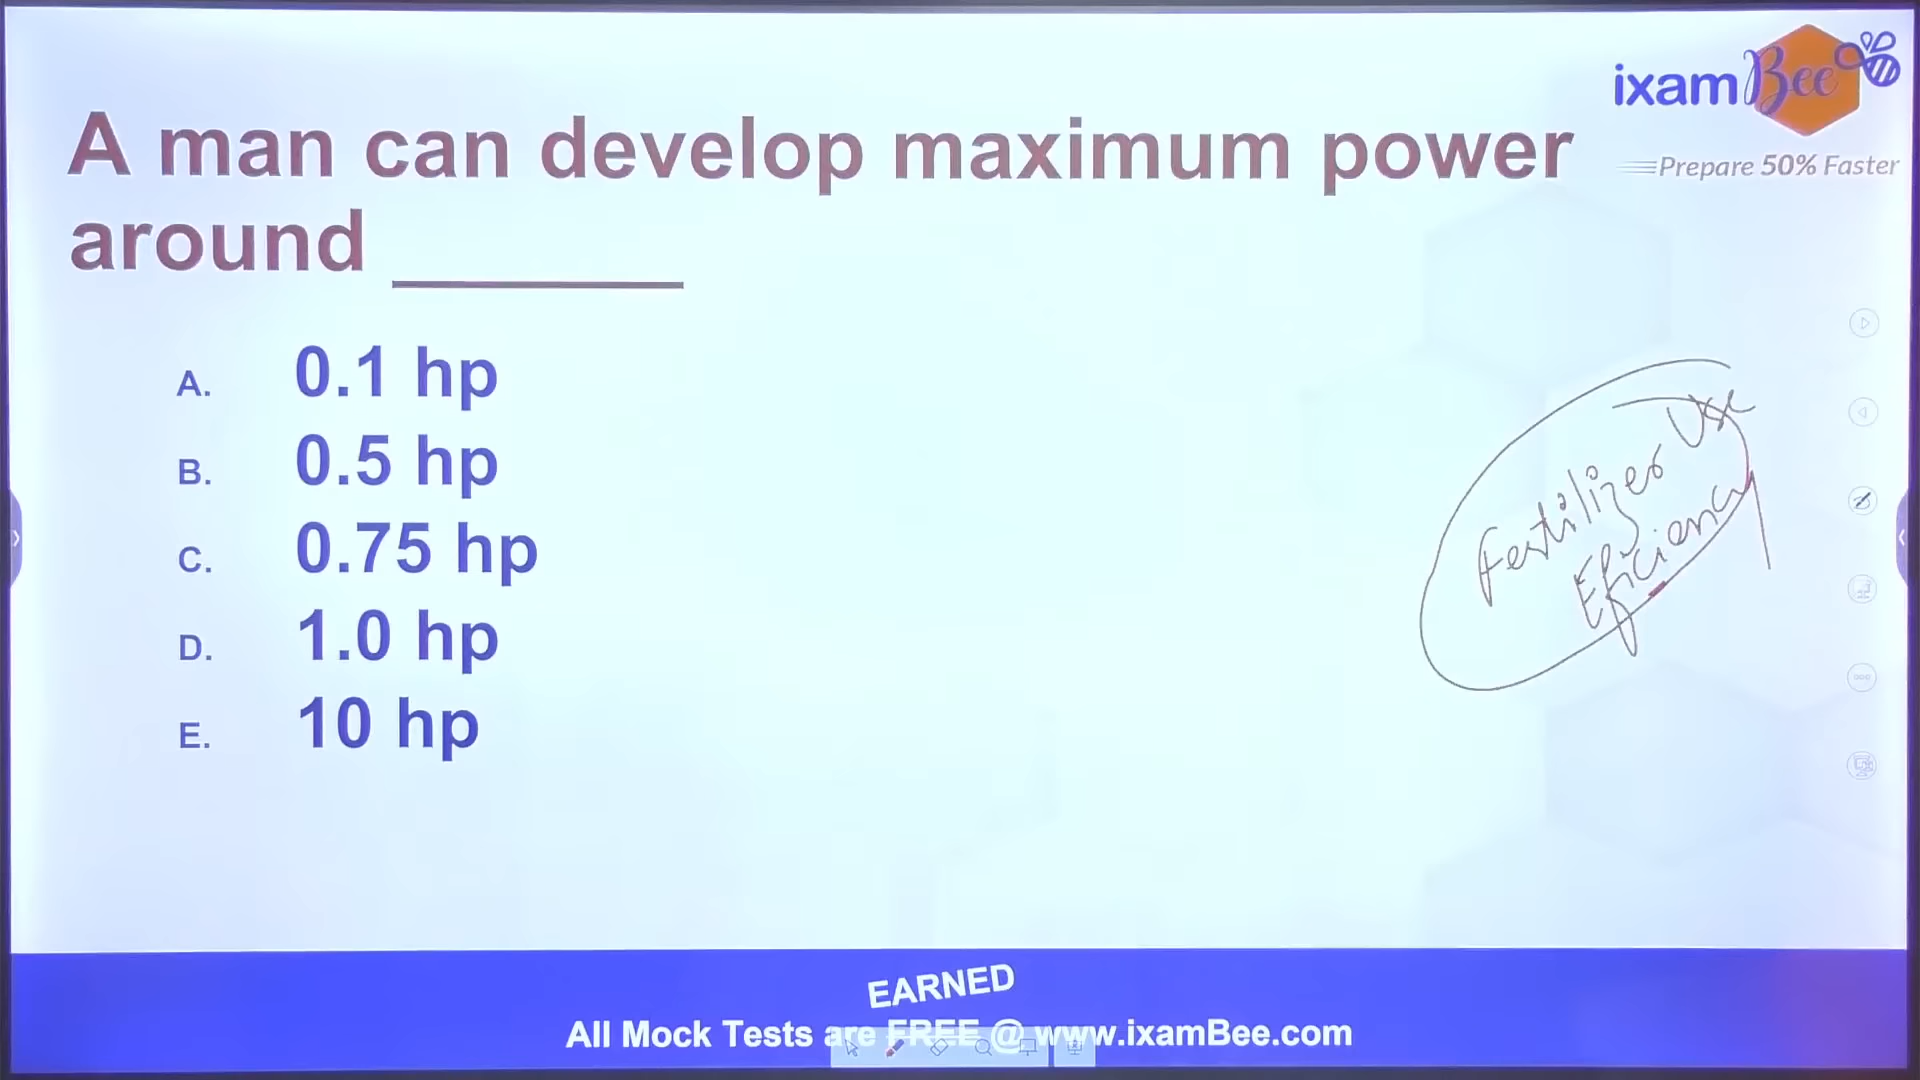 ixamBee
Prepare 50% Faster
A man can develop maximum power
around ________
A. 0.1 hp
B. 0.5 hp
C. 0.75 hp
D. 1.0 hp
E. 10 hp
Fertilizer Use
Efficiency
EARNED
All Mock Tests are FREE @ www.ixamBee.com